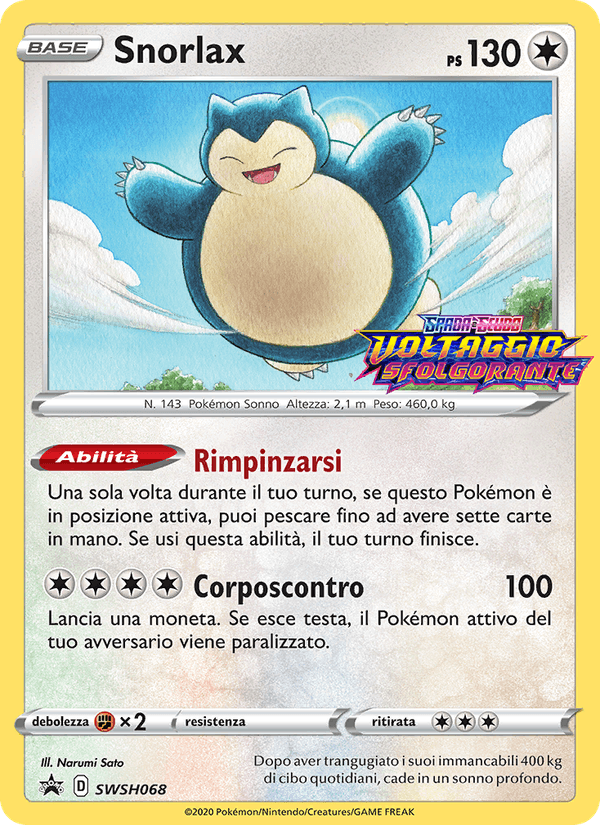 BASE
Snorlax
PS 130
SPADA E SCUDO
VOLTAGGIO
SFOLGORANTE
N. 143 Pokémon Sonno Altezza: 2,1 m Peso: 460,0 kg
Abilità Rimpinzarsi
Una sola volta durante il tuo turno, se questo Pokémon è
in posizione attiva, puoi pescare fino ad avere sette carte
in mano. Se usi questa abilità, il tuo turno finisce.
Corposcontro 100
Lancia una moneta. Se esce testa, il Pokémon attivo del
tuo avversario viene paralizzato.
debolezza ×2 resistenza ritirata
Ill. Narumi Sato
Dopo aver trangugiato i suoi immancabili 400 kg
di cibo quotidiani, cade in un sonno profondo.
D SWSH068
©2020 Pokémon/Nintendo/Creatures/GAME FREAK